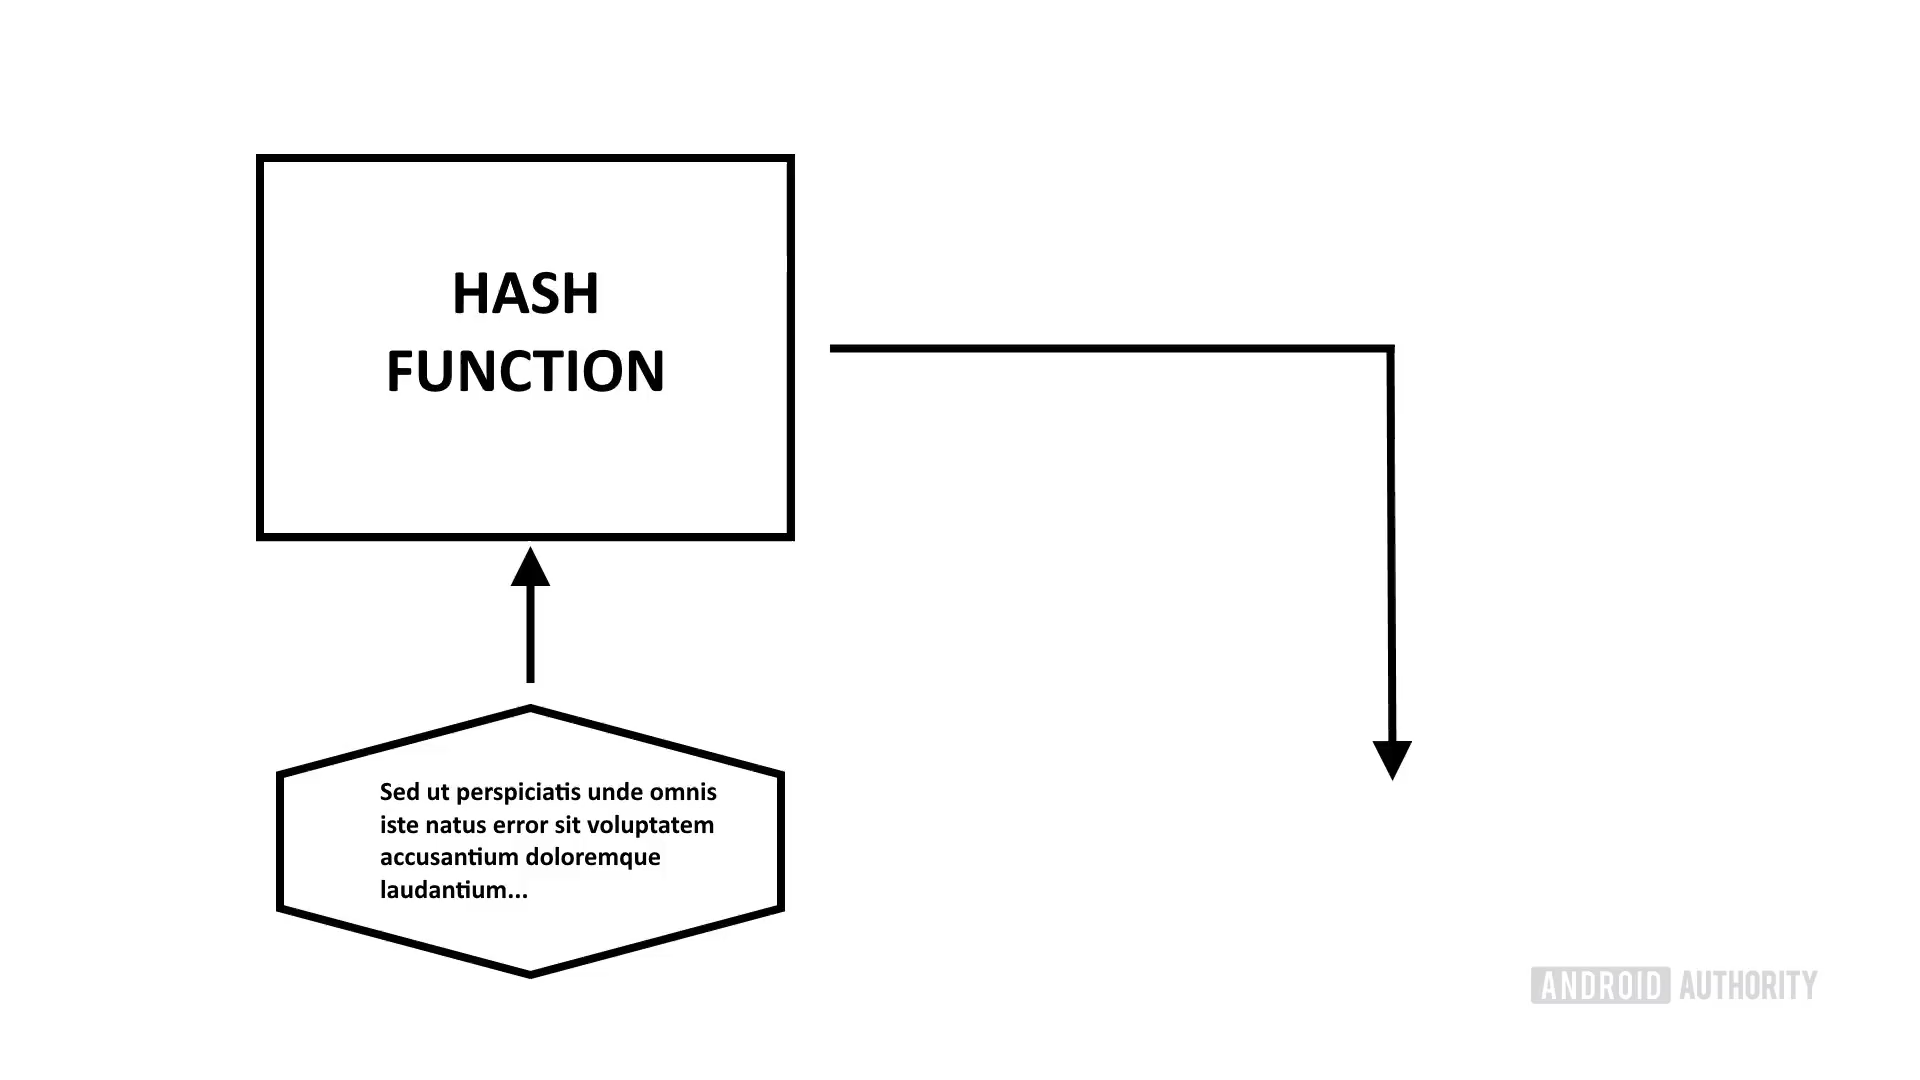 HASH
FUNCTION
Sed ut perspiciatis unde omnis
iste natus error sit voluptatem
accusantium doloremque
laudantium...
ANDROID AUTHORITY